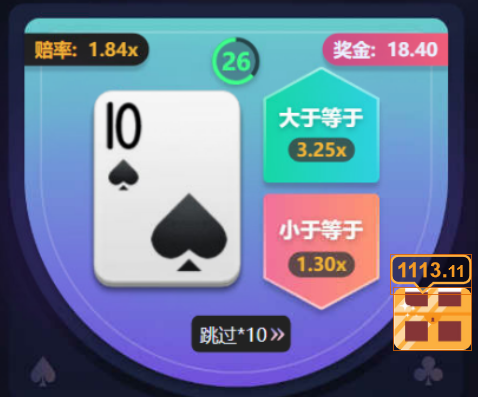 赔率: 1.84x
奖金: 18.40
26
10
大于等于
3.25x
小于等于
1.30x
1113.11
跳过*10»